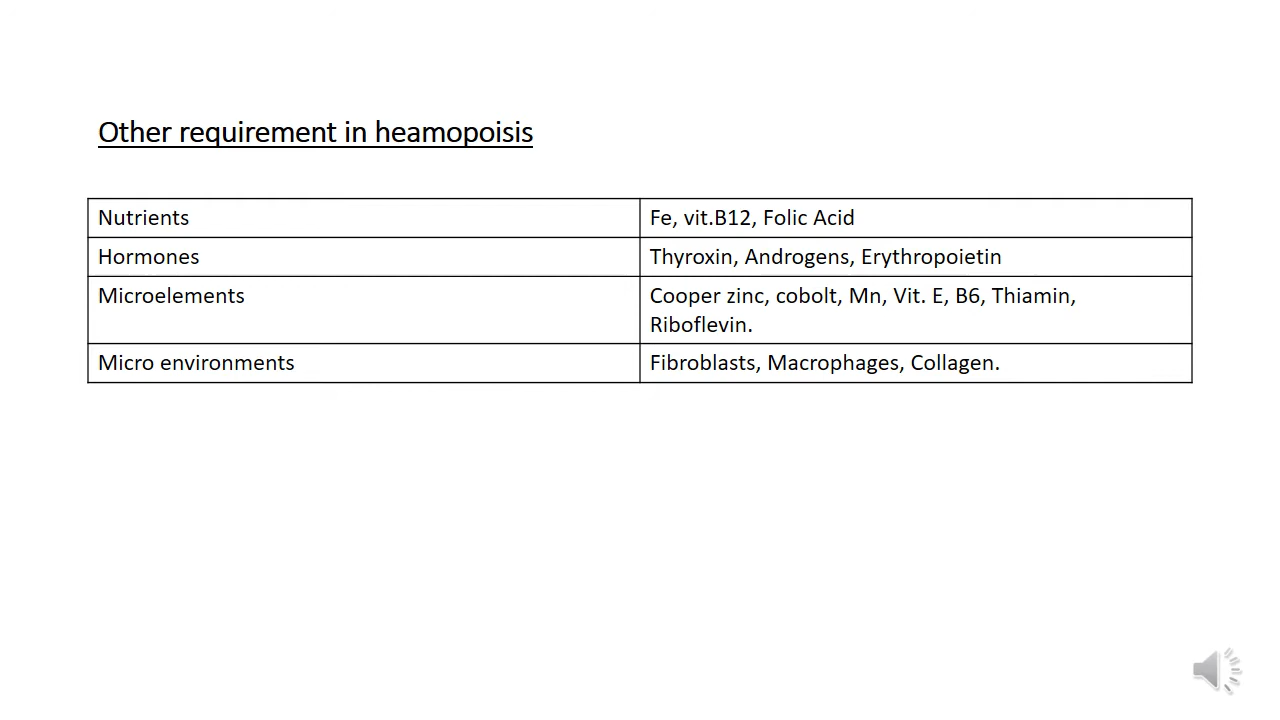 Other requirement in heamopoisis
Nutrients
Fe, vit.B12, Folic Acid
Hormones
Thyroxin, Androgens, Erythropoietin
Microelements
Cooper zinc, cobolt, Mn, Vit. E, B6, Thiamin,
Riboflevin.
Micro environments
Fibroblasts, Macrophages, Collagen.